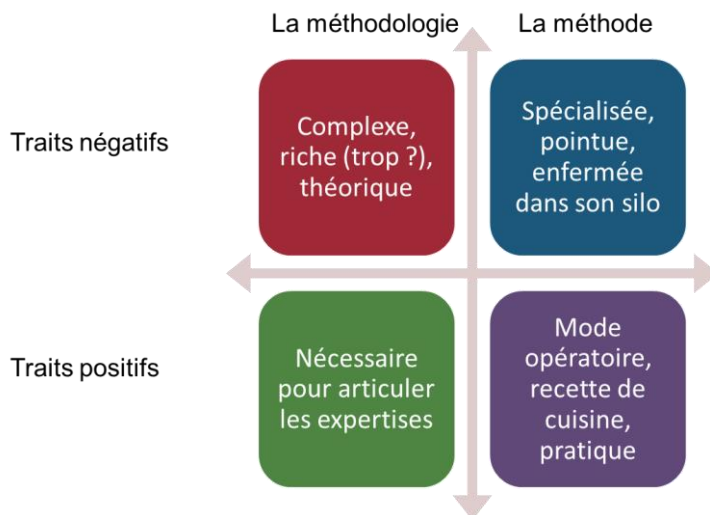 La méthodologie
La méthode
Traits négatifs
Complexe,
riche (trop ?),
théorique
Spécialisée,
pointue,
enfermée
dans son silo
Traits positifs
Nécessaire
pour articuler
les expertises
Mode
opératoire,
recette de
cuisine,
pratique